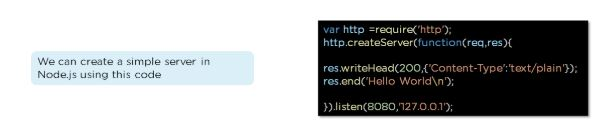 We can create a simple server in
Node.js using this code
var http =require('http');
http.createServer(function(req,res){
res.writeHead(200,{'Content-Type':'text/plain'});
res.end('Hello World\n');
}).listen(8080,'127.0.0.1');